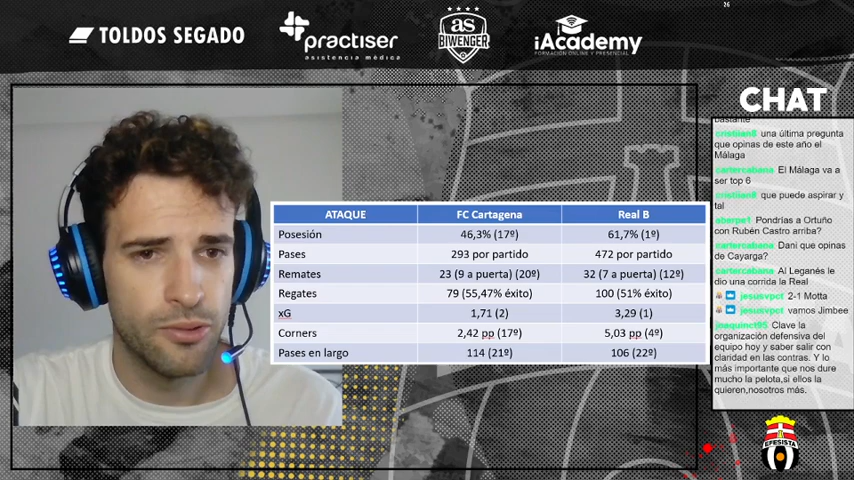 26
TOLDOS SEGADO
practiser
asistencia médica
as
BIWENGER
iAcademy
FORMACIÓN ONLINE Y PRESENCIAL
CHAT
bastante
cristiian8 una última pregunta
que opinas de este año el
Málaga
cartercabana El Málaga va a
ser top 6
cristiian8 que puede aspirar y
tal
aberpe1 Pondrías a Ortuño
con Rubén Castro arriba?
cartercabana Dani que opinas
de Cayarga?
cartercabana Al Leganés le
dio una corrida la Real
jesusvpct 2-1 Motta
jesusvpct vamos Jimbee
joaquinct95 Clave la
organización defensiva del
equipo hoy y saber salir con
claridad en las contras. Y lo
más importante que nos dure
mucho la pelota,si ellos la
quieren,nosotros más.
ATAQUE FC Cartagena Real B
Posesión 46,3% (17º) 61,7% (1º)
Pases 293 por partido 472 por partido
Remates 23 (9 a puerta) (20º) 32 (7 a puerta) (12º)
Regates 79 (55,47% éxito) 100 (51% éxito)
xG 1,71 (2) 3,29 (1)
Corners 2,42 pp (17º) 5,03 pp (4º)
Pases en largo 114 (21º) 106 (22º)
EFESISTA